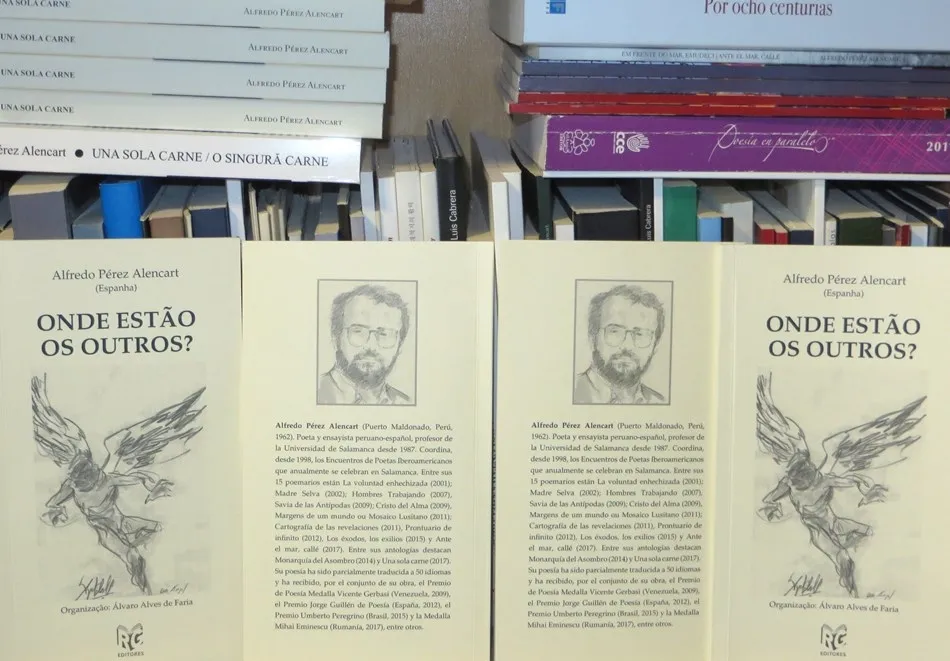 UNA SOLA CARNE ALFREDO PÉREZ ALENCART
UNA SOLA CARNE ALFREDO PÉREZ ALENCART
UNA SOLA CARNE ALFREDO PÉREZ ALENCART
UNA SOLA CARNE ALFREDO PÉREZ ALENCART
érez Alencart ● UNA SOLA CARNE / O SINGURĂ CARNE
Por ocho centurias
EM FRENTE DO MAR, EMUDECI / ANTE EL MAR, CALLÉ
Poesía en paralelo
201
Luis Cabrera
Cabrera
Alfredo Pérez Alencart
(Espanha)
ONDE ESTÃO
OS OUTROS?
Organização: Álvaro Alves de Faria
RG
EDITORES
Alfredo Pérez Alencart (Puerto Maldonado, Perú,
1962). Poeta y ensayista peruano-español, profesor de
la Universidad de Salamanca desde 1987. Coordina,
desde 1998, los Encuentros de Poetas Iberoamericanos
que anualmente se celebran en Salamanca. Entre sus
15 poemarios están La voluntad enhechizada (2001);
Madre Selva (2002); Hombres Trabajando (2007),
Savia de las Antípodas (2009); Cristo del Alma (2009),
Margens de um mundo ou Mosaico Lusitano (2011);
Cartografía de las revelaciones (2011), Prontuario de
infinito (2012), Los éxodos, los exilios (2015) y Ante
el mar, callé (2017). Entre sus antologías destacan
Monarquía del Asombro (2014) y Una sola carne (2017).
Su poesía ha sido parcialmente traducida a 50 idiomas
y ha recibido, por el conjunto de su obra, el Premio
de Poesía Medalla Vicente Gerbasi (Venezuela, 2009),
el Premio Jorge Guillén de Poesía (España, 2012), el
Premio Umberto Peregrino (Brasil, 2015) y la Medalla
Mihai Eminescu (Rumanía, 2017), entre otros.
Alfredo Pérez Alencart (Puerto Maldonado, Perú,
1962). Poeta y ensayista peruano-español, profesor de
la Universidad de Salamanca desde 1987. Coordina,
desde 1998, los Encuentros de Poetas Iberoamericanos
que anualmente se celebran en Salamanca. Entre sus
15 poemarios están La voluntad enhechizada (2001);
Madre Selva (2002); Hombres Trabajando (2007),
Savia de las Antípodas (2009); Cristo del Alma (2009),
Margens de um mundo ou Mosaico Lusitano (2011);
Cartografía de las revelaciones (2011), Prontuario de
infinito (2012), Los éxodos, los exilios (2015) y Ante
el mar, callé (2017). Entre sus antologías destacan
Monarquía del Asombro (2014) y Una sola carne (2017).
Su poesía ha sido parcialmente traducida a 50 idiomas
y ha recibido, por el conjunto de su obra, el Premio
de Poesía Medalla Vicente Gerbasi (Venezuela, 2009),
el Premio Jorge Guillén de Poesía (España, 2012), el
Premio Umberto Peregrino (Brasil, 2015) y la Medalla
Mihai Eminescu (Rumanía, 2017), entre otros.
Alfredo Pérez Alencart
(Espanha)
ONDE ESTÃO
OS OUTROS?
Organização: Álvaro Alves de Faria
RG
EDITORES